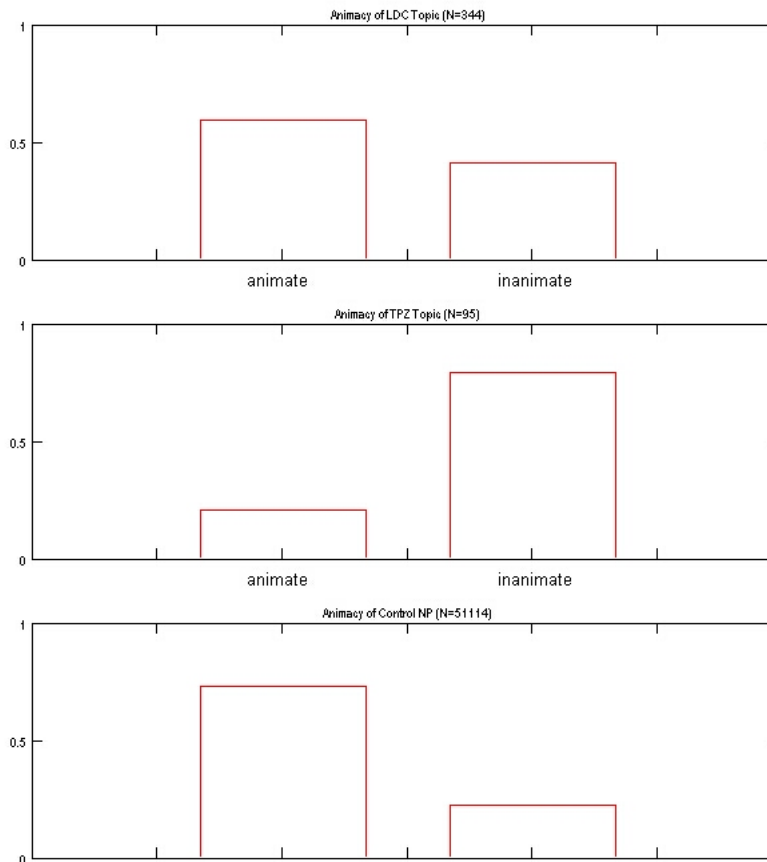 Animacy of LDC Topic (N=344)
1
0.5
0
animate inanimate
Animacy of TPZ Topic (N=95)
1
0.5
0
animate inanimate
Animacy of Control NP (N=51114)
1
0.5
0